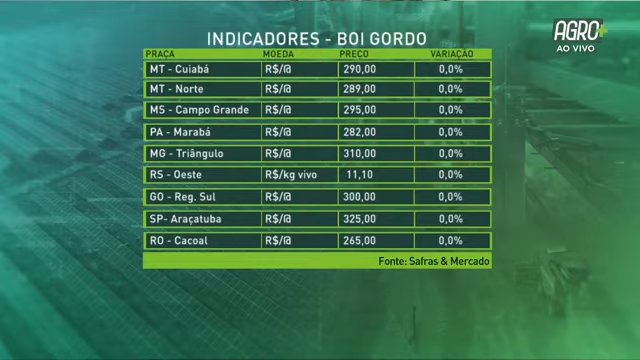 AGRO+
AO VIVO
INDICADORES - BOI GORDO
PRAÇA MOEDA PREÇO VARIAÇÃO
MT - Cuiabá R$/@ 290,00 0,0%
MT - Norte R$/@ 289,00 0,0%
MS - Campo Grande R$/@ 295,00 0,0%
PA - Marabá R$/@ 282,00 0,0%
MG - Triângulo R$/@ 310,00 0,0%
RS - Oeste R$/kg vivo 11,10 0,0%
GO - Reg. Sul R$/@ 300,00 0,0%
SP- Araçatuba R$/@ 325,00 0,0%
RO - Cacoal R$/@ 265,00 0,0%
Fonte: Safras & Mercado